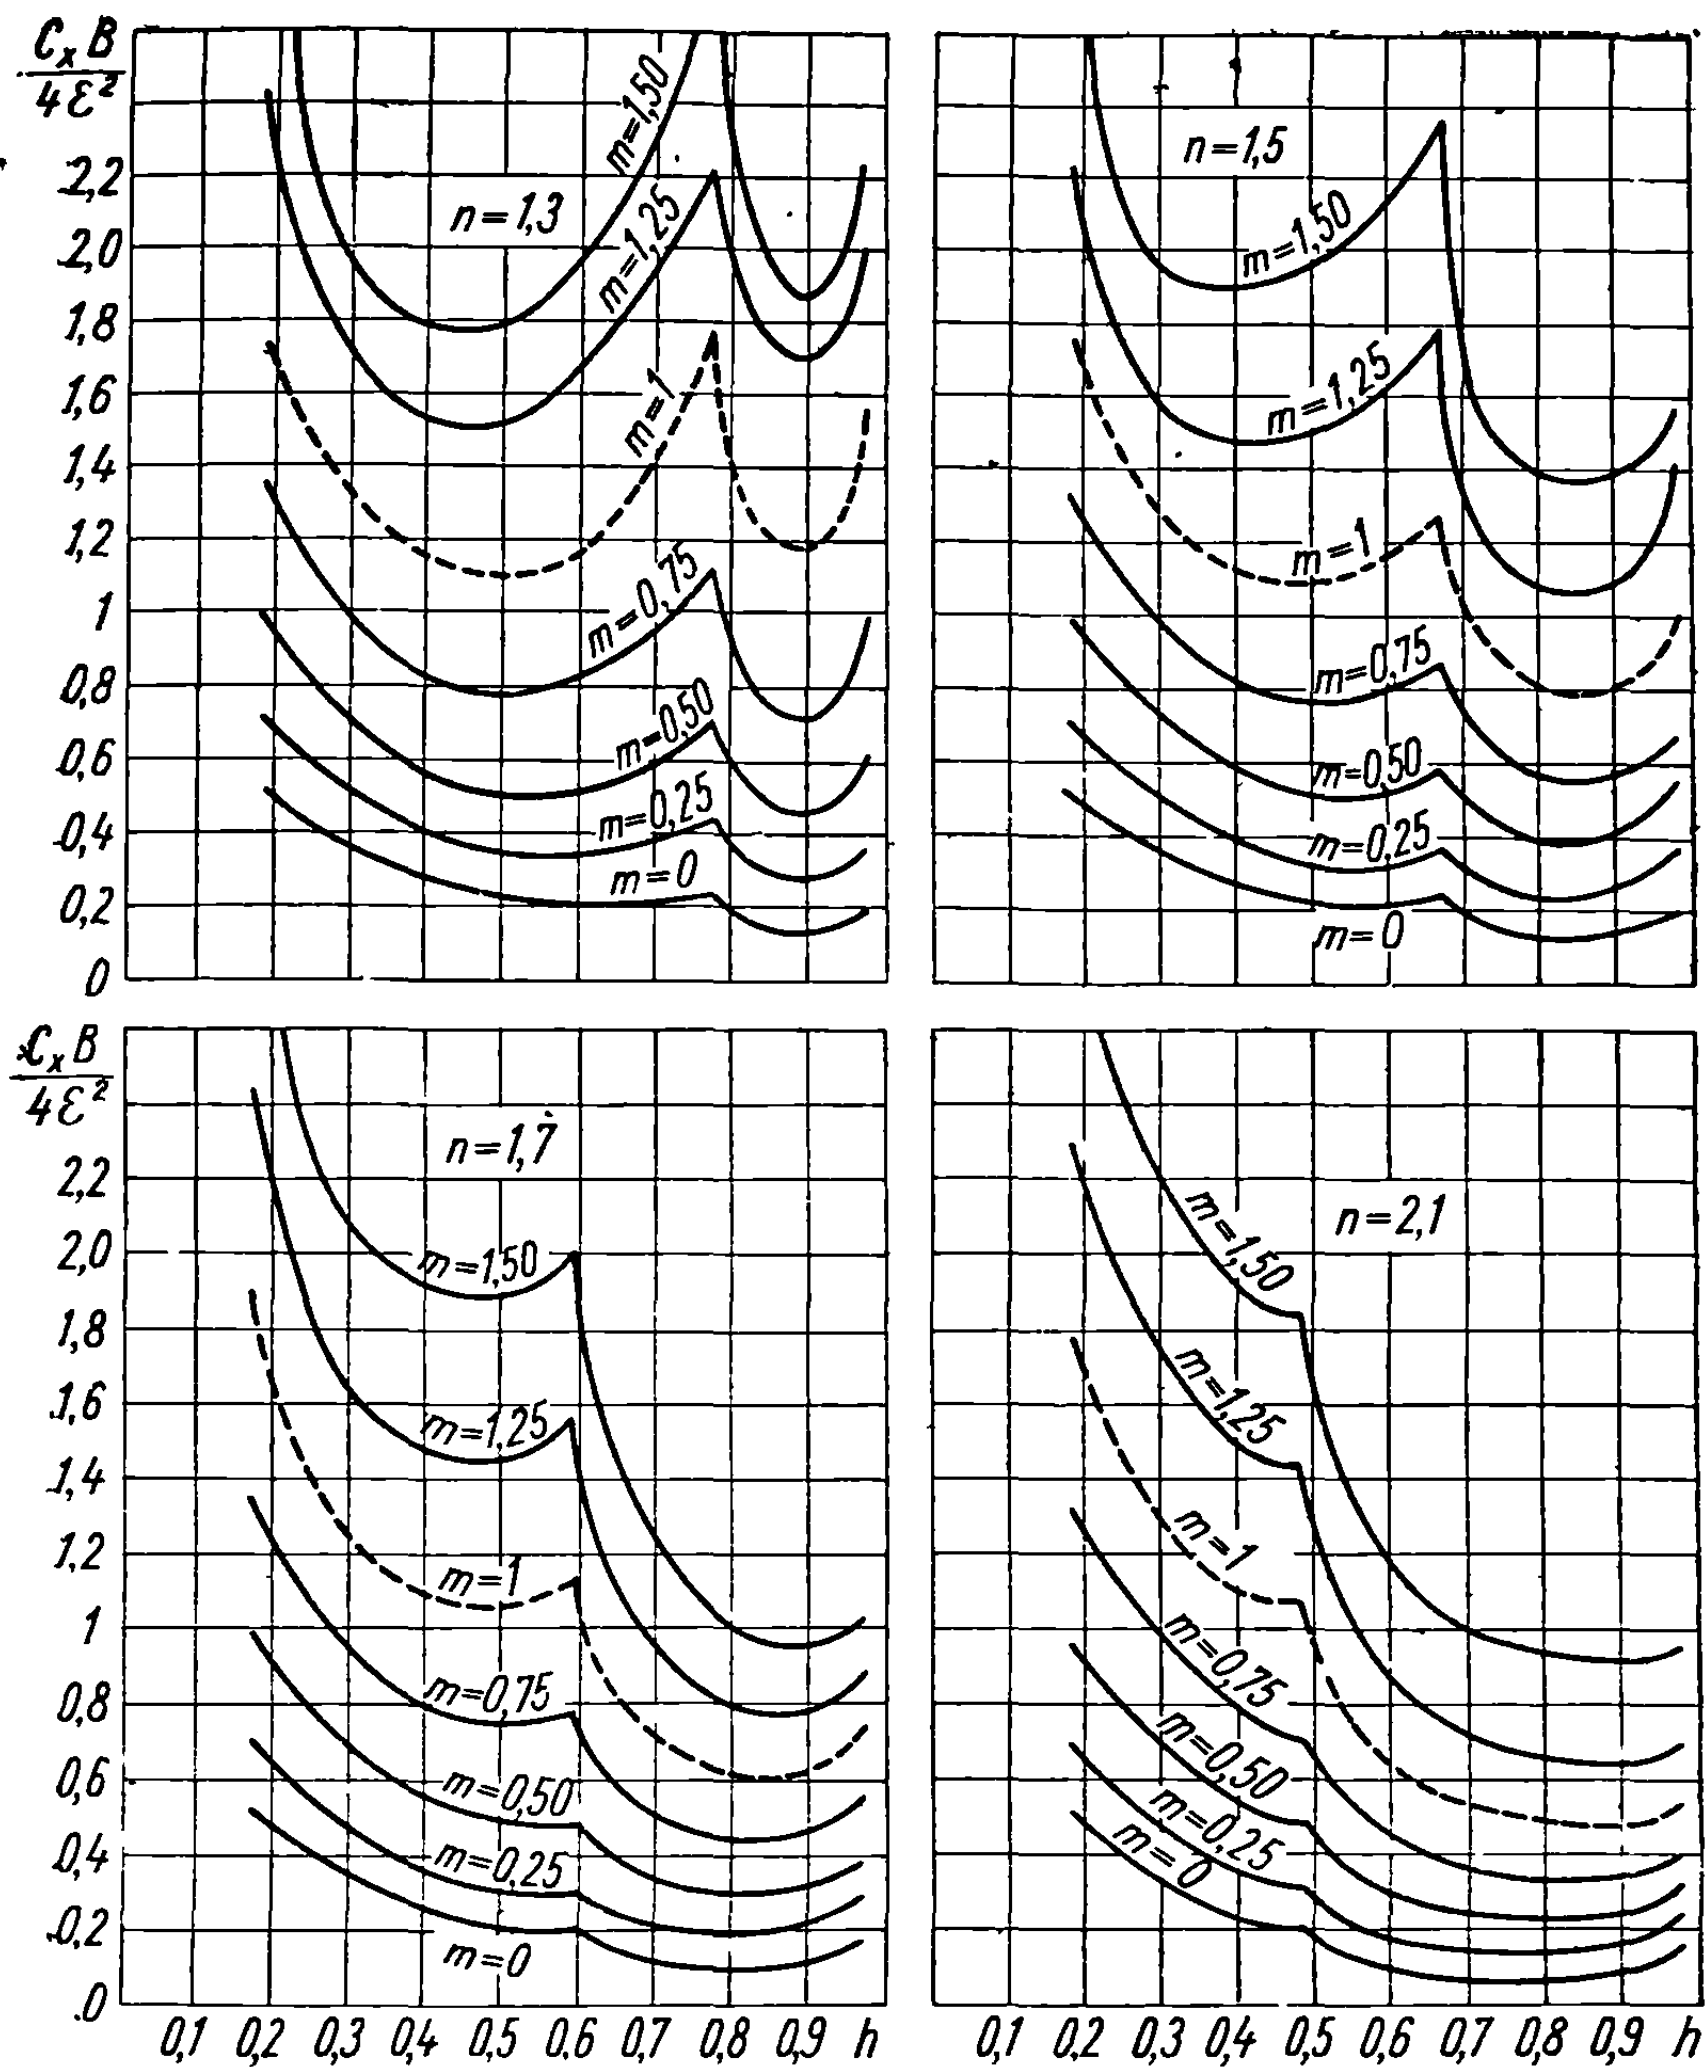 C_x B
4ε²
2,2
2,0
1,8
1,6
1,4
1,2
1
0,8
0,6
0,4
0,2
0
n=1,3
m=1,50
m=1,25
m=1
m=0,75
m=0,50
m=0,25
m=0
n=1,5
m=1,50
m=1,25
m=1
m=0,75
m=0,50
m=0,25
m=0
C_x B
4ε²
2,2
2,0
1,8
1,6
1,4
1,2
1
0,8
0,6
0,4
0,2
0
n=1,7
m=1,50
m=1,25
m=1
m=0,75
m=0,50
m=0,25
m=0
0,1 0,2 0,3 0,4 0,5 0,6 0,7 0,8 0,9 h
n=2,1
m=1,50
m=1,25
m=1
m=0,75
m=0,50
m=0,25
m=0
0,1 0,2 0,3 0,4 0,5 0,6 0,7 0,8 0,9 h